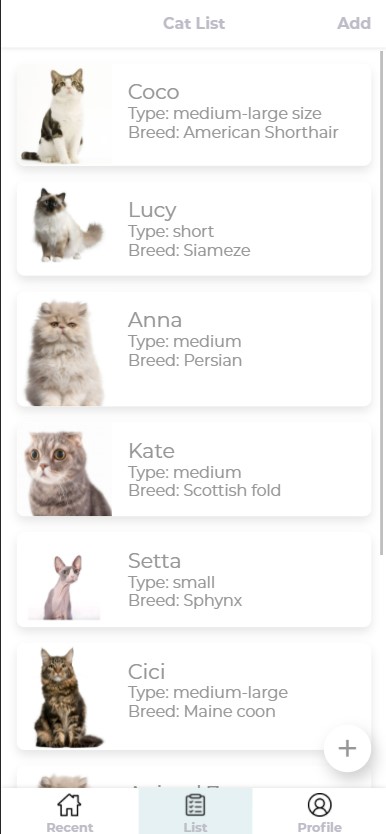 Cat List
Add
Coco
Type: medium-large size
Breed: American Shorthair
Lucy
Type: short
Breed: Siameze
Anna
Type: medium
Breed: Persian
Kate
Type: medium
Breed: Scottish fold
Setta
Type: small
Breed: Sphynx
Cici
Type: medium-large
Breed: Maine coon
+
Recent
List
Profile